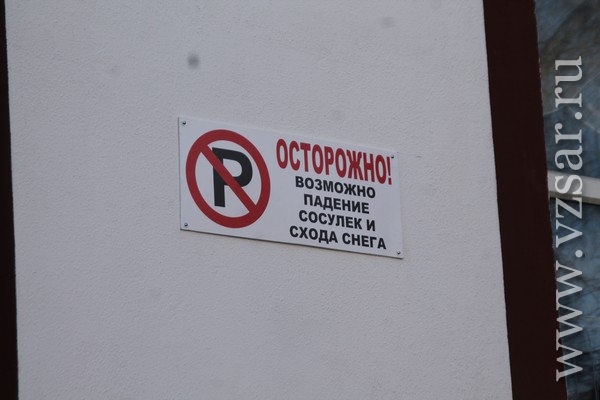 P
ОСТОРОЖНО!
ВОЗМОЖНО
ПАДЕНИЕ
СОСУЛЕК И
СХОДА СНЕГА
www.vzsar.ru